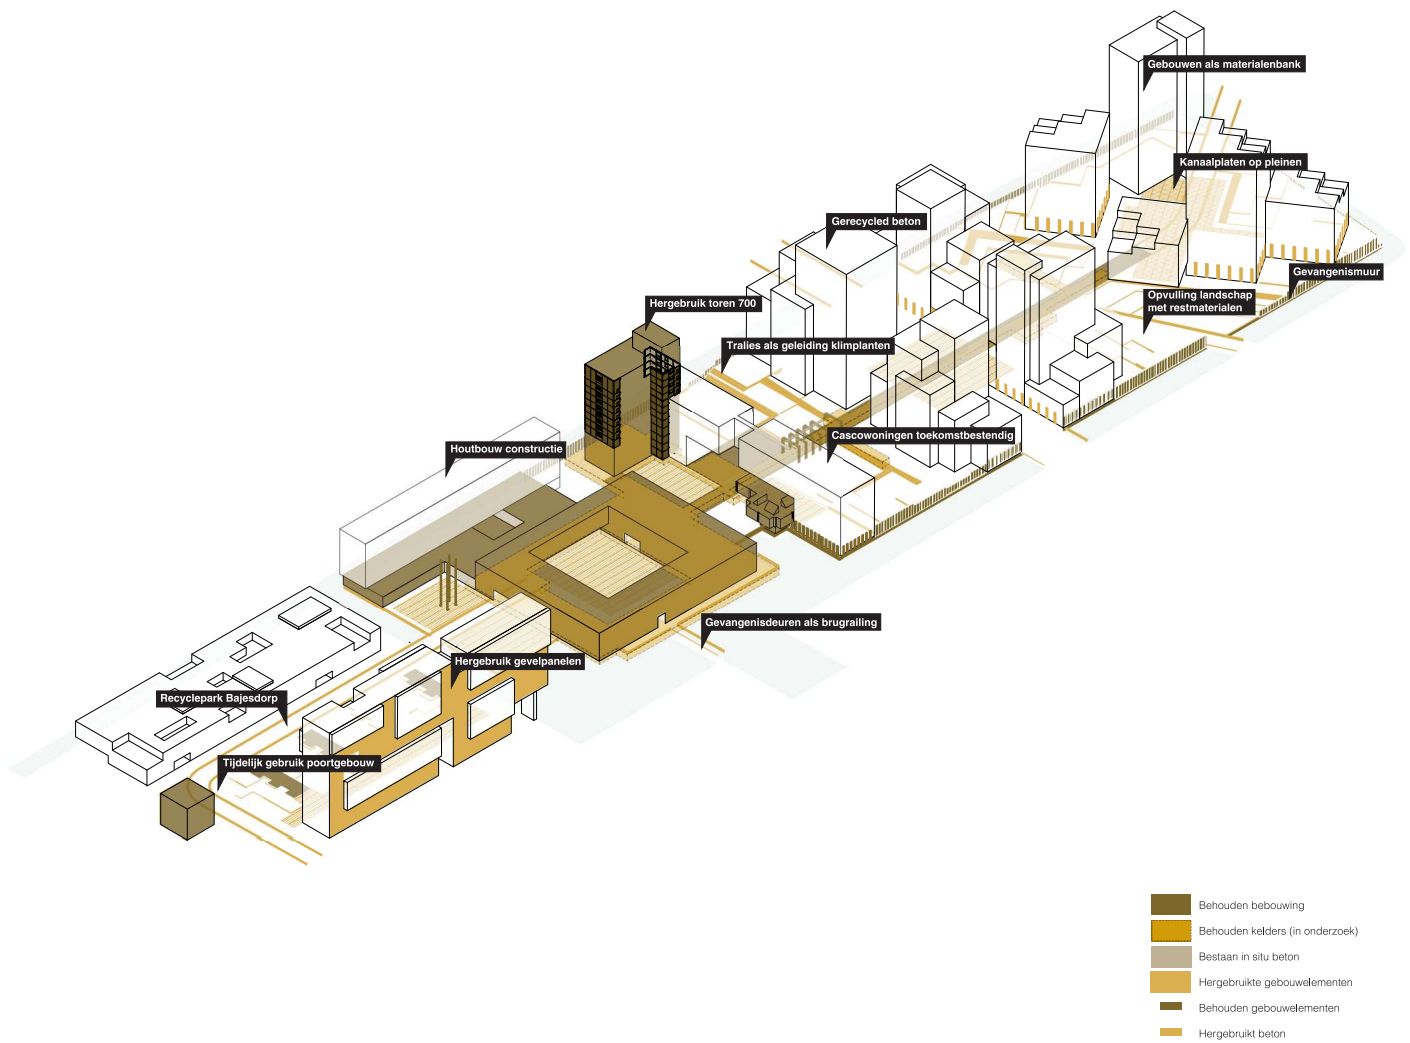 Gebouwen als materialenbank
Kanaalplaten op pleinen
Gerecycled beton
Gevangenismuur
Opvulling landschap
met restmaterialen
Hergebruik toren 700
Tralies als geleiding klimplanten
Cascowoningen toekomstbestendig
Houtbouw constructie
Gevangenisdeuren als brugrailing
Hergebruik gevelpanelen
Recyclepark Bajesdorp
Tijdelijk gebruik poortgebouw
Behouden bebouwing
Behouden kelders (in onderzoek)
Bestaan in situ beton
Hergebruikte gebouwelementen
Behouden gebouwelementen
Hergebruikt beton